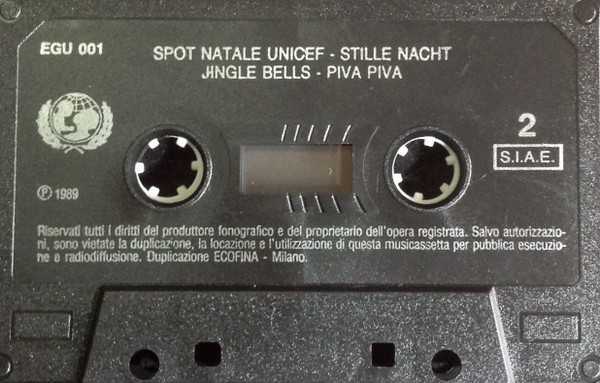 EGU 001
SPOT NATALE UNICEF - STILLE NACHT
JINGLE BELLS - PIVA PIVA
2
S.I.A.E.
Ⓟ 1989
Riservati tutti i diritti del produttore fonografico e del proprietario dell'opera registrata. Salvo autorizzazio-
ni, sono vietate la duplicazione, la locazione e l'utilizzazione di questa musicassetta per pubblica esecuzio-
ne e radiodiffusione. Duplicazione ECOFINA - Milano.